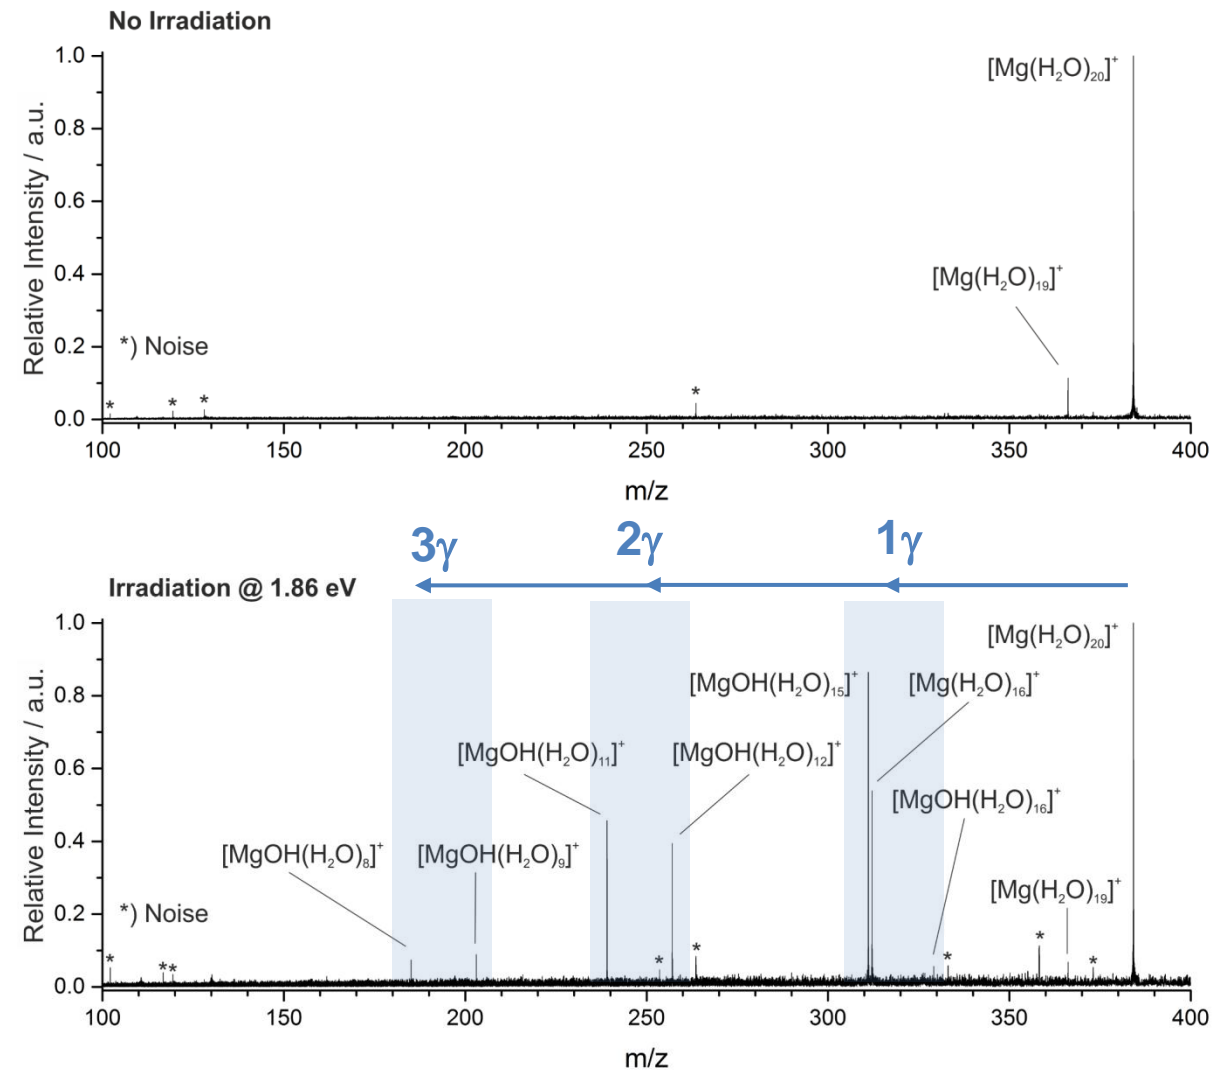 No Irradiation
1.0
0.8
0.6
0.4
0.2
0.0
Relative Intensity / a.u.
[Mg(H₂O)₂₀]⁺
[Mg(H₂O)₁₉]⁺
*) Noise
* * * *
100 150 200 250 300 350 400
m/z
3γ 2γ 1γ
Irradiation @ 1.86 eV
1.0
0.8
0.6
0.4
0.2
0.0
Relative Intensity / a.u.
[Mg(H₂O)₂₀]⁺
[MgOH(H₂O)₁₅]⁺ [Mg(H₂O)₁₆]⁺
[MgOH(H₂O)₁₁]⁺ [MgOH(H₂O)₁₂]⁺
[MgOH(H₂O)₁₆]⁺
[MgOH(H₂O)₈]⁺ [MgOH(H₂O)₉]⁺
[Mg(H₂O)₁₉]⁺
*) Noise
* * * * * * * *
100 150 200 250 300 350 400
m/z